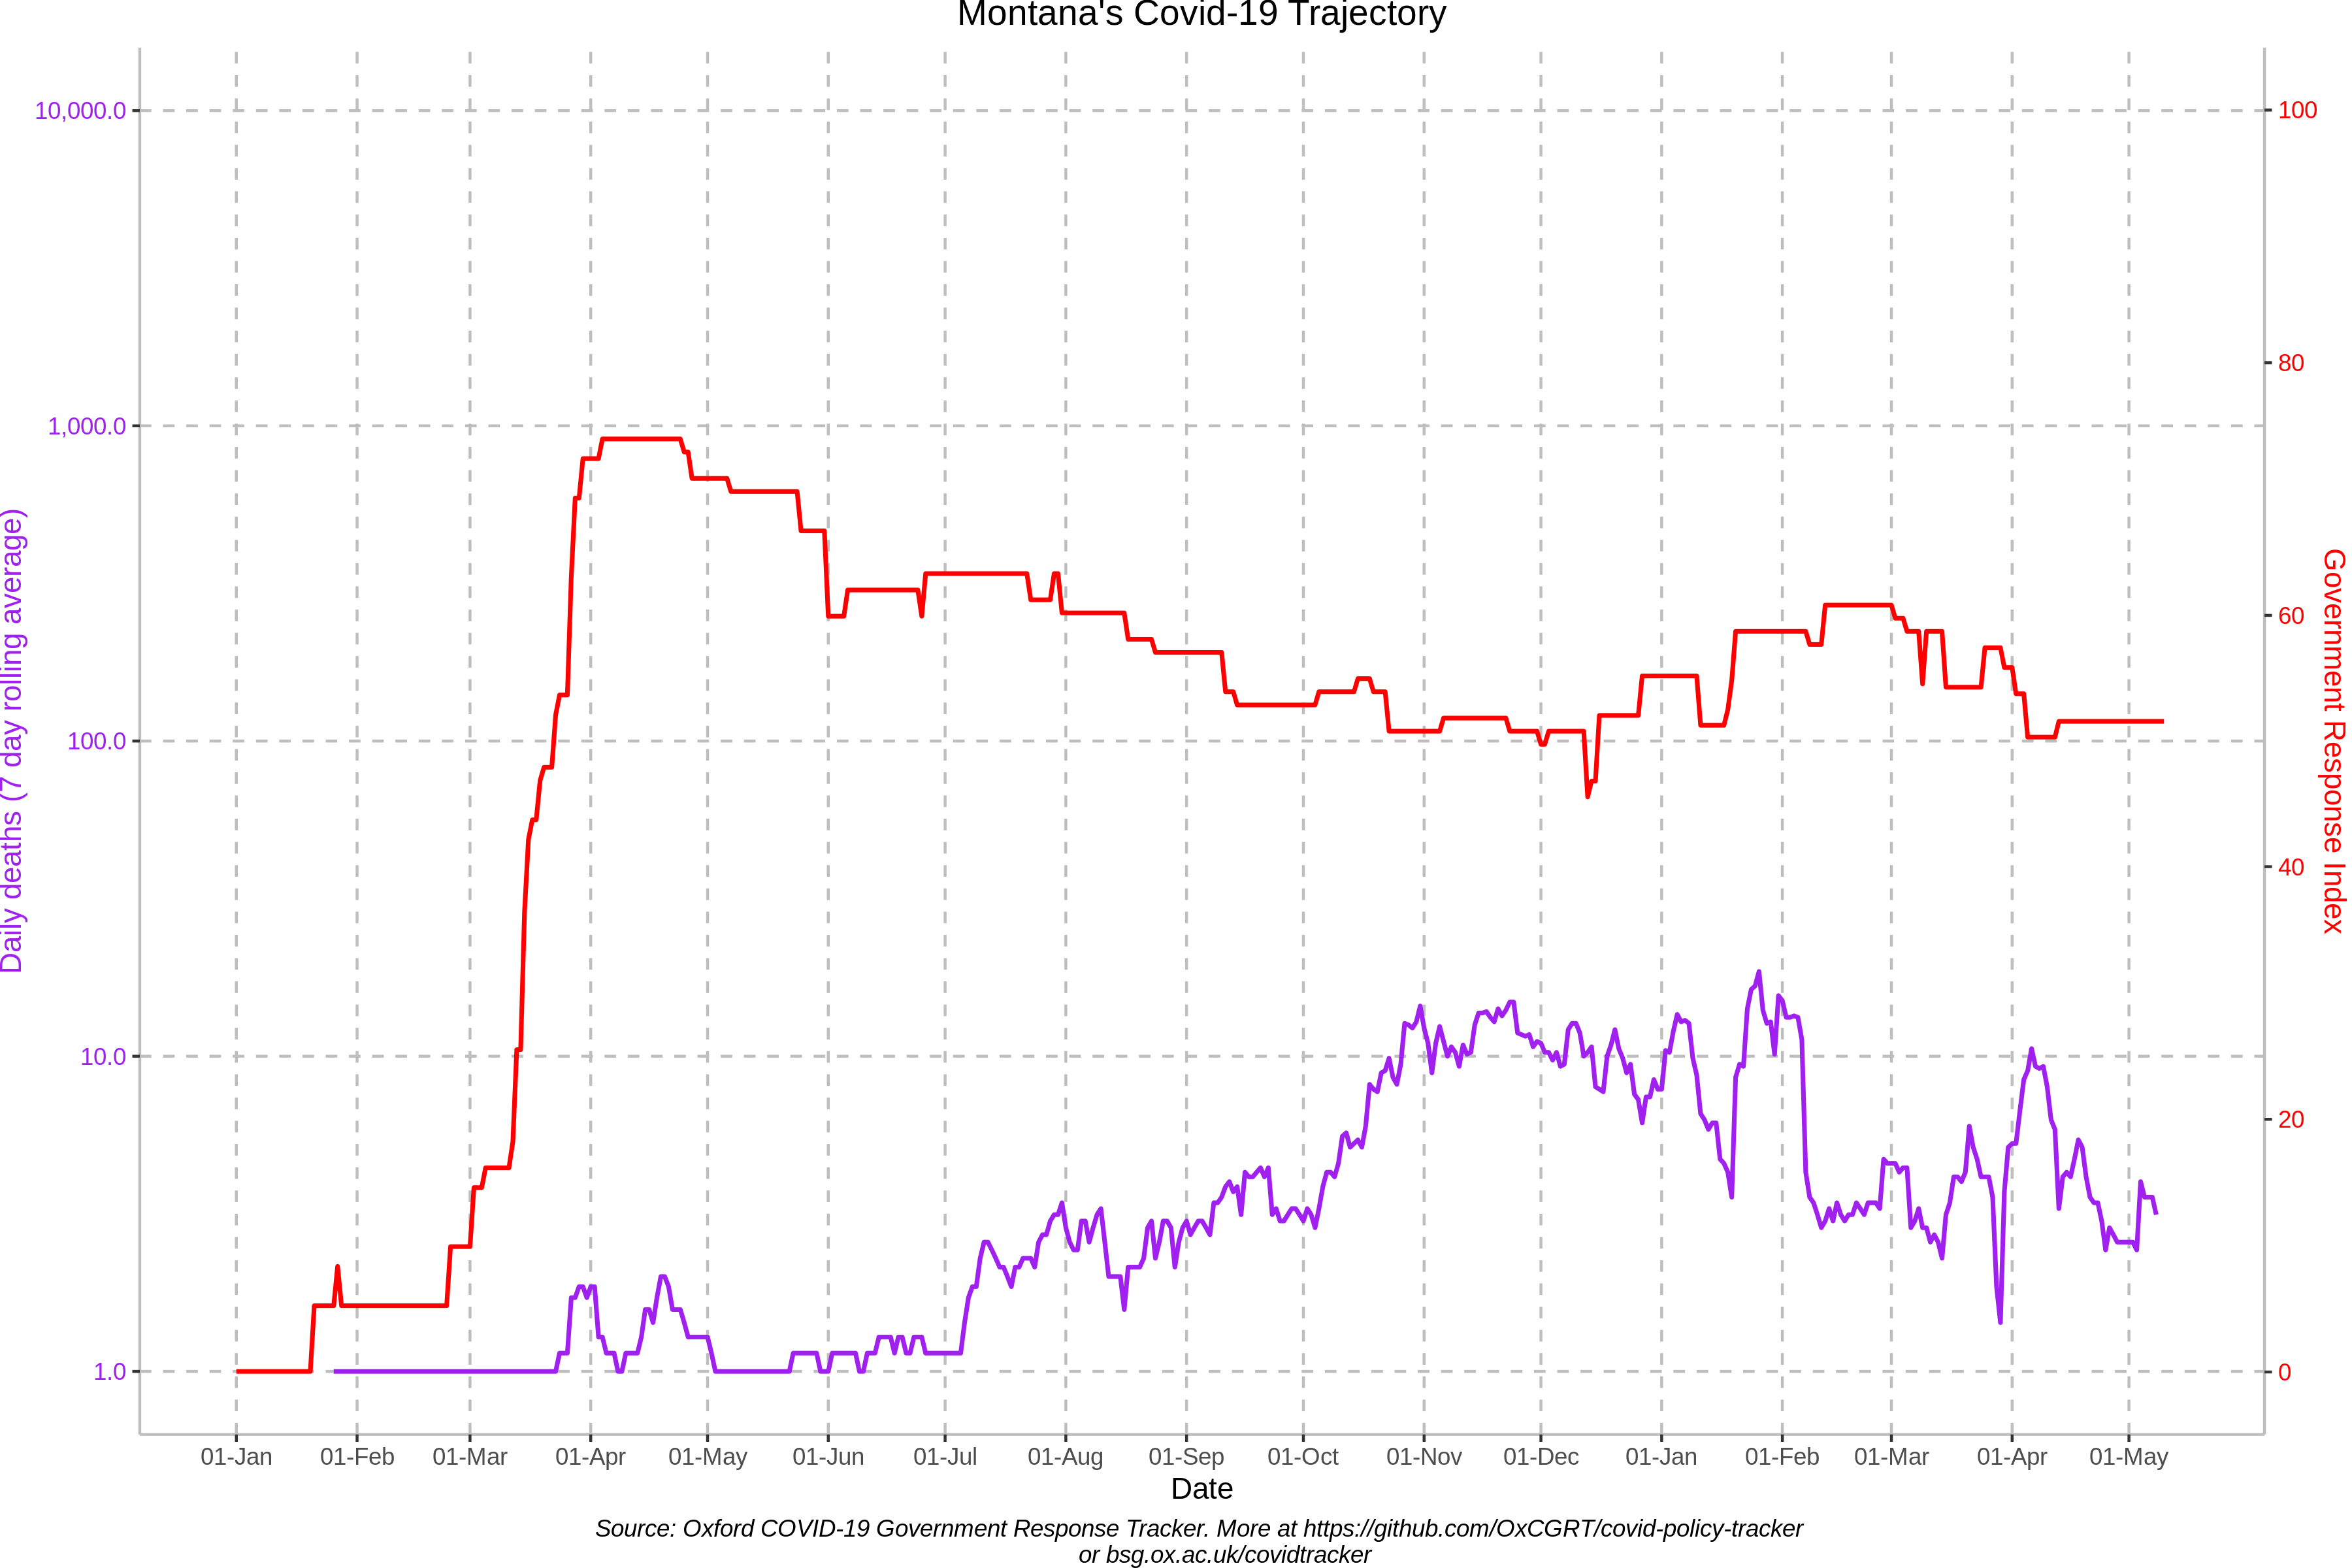 Montana's Covid-19 Trajectory
10,000.0
1,000.0
100.0
10.0
1.0
Daily deaths (7 day rolling average)
100
80
60
40
20
0
Government Response Index
01-Jan 01-Feb 01-Mar 01-Apr 01-May 01-Jun 01-Jul 01-Aug 01-Sep 01-Oct 01-Nov 01-Dec 01-Jan 01-Feb 01-Mar 01-Apr 01-May
Date
Source: Oxford COVID-19 Government Response Tracker. More at https://github.com/OxCGRT/covid-policy-tracker
or bsg.ox.ac.uk/covidtracker